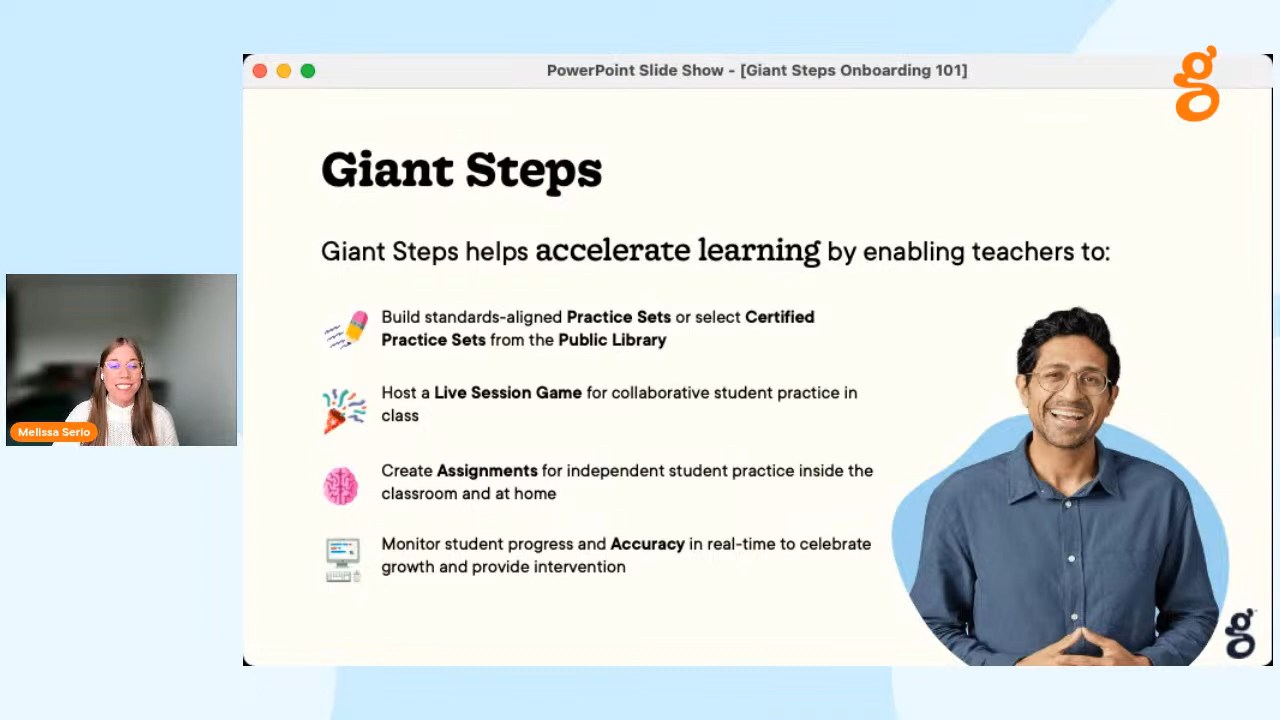 PowerPoint Slide Show - [Giant Steps Onboarding 101]
g
Giant Steps
Giant Steps helps accelerate learning by enabling teachers to:
Build standards-aligned Practice Sets or select Certified
Practice Sets from the Public Library
Host a Live Session Game for collaborative student practice in
class
Create Assignments for independent student practice inside the
classroom and at home
Monitor student progress and Accuracy in real-time to celebrate
growth and provide intervention
Melissa Serio
g